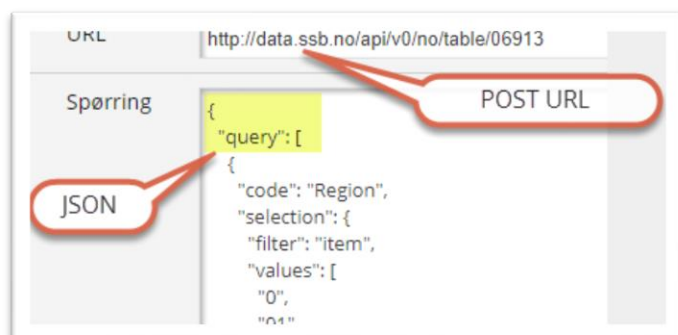 URL http://data.ssb.no/api/v0/no/table/06913
POST URL
Spørring
{
"query": [
{
"code": "Region",
"selection": {
"filter": "item",
"values": [
"0",
"01"
JSON